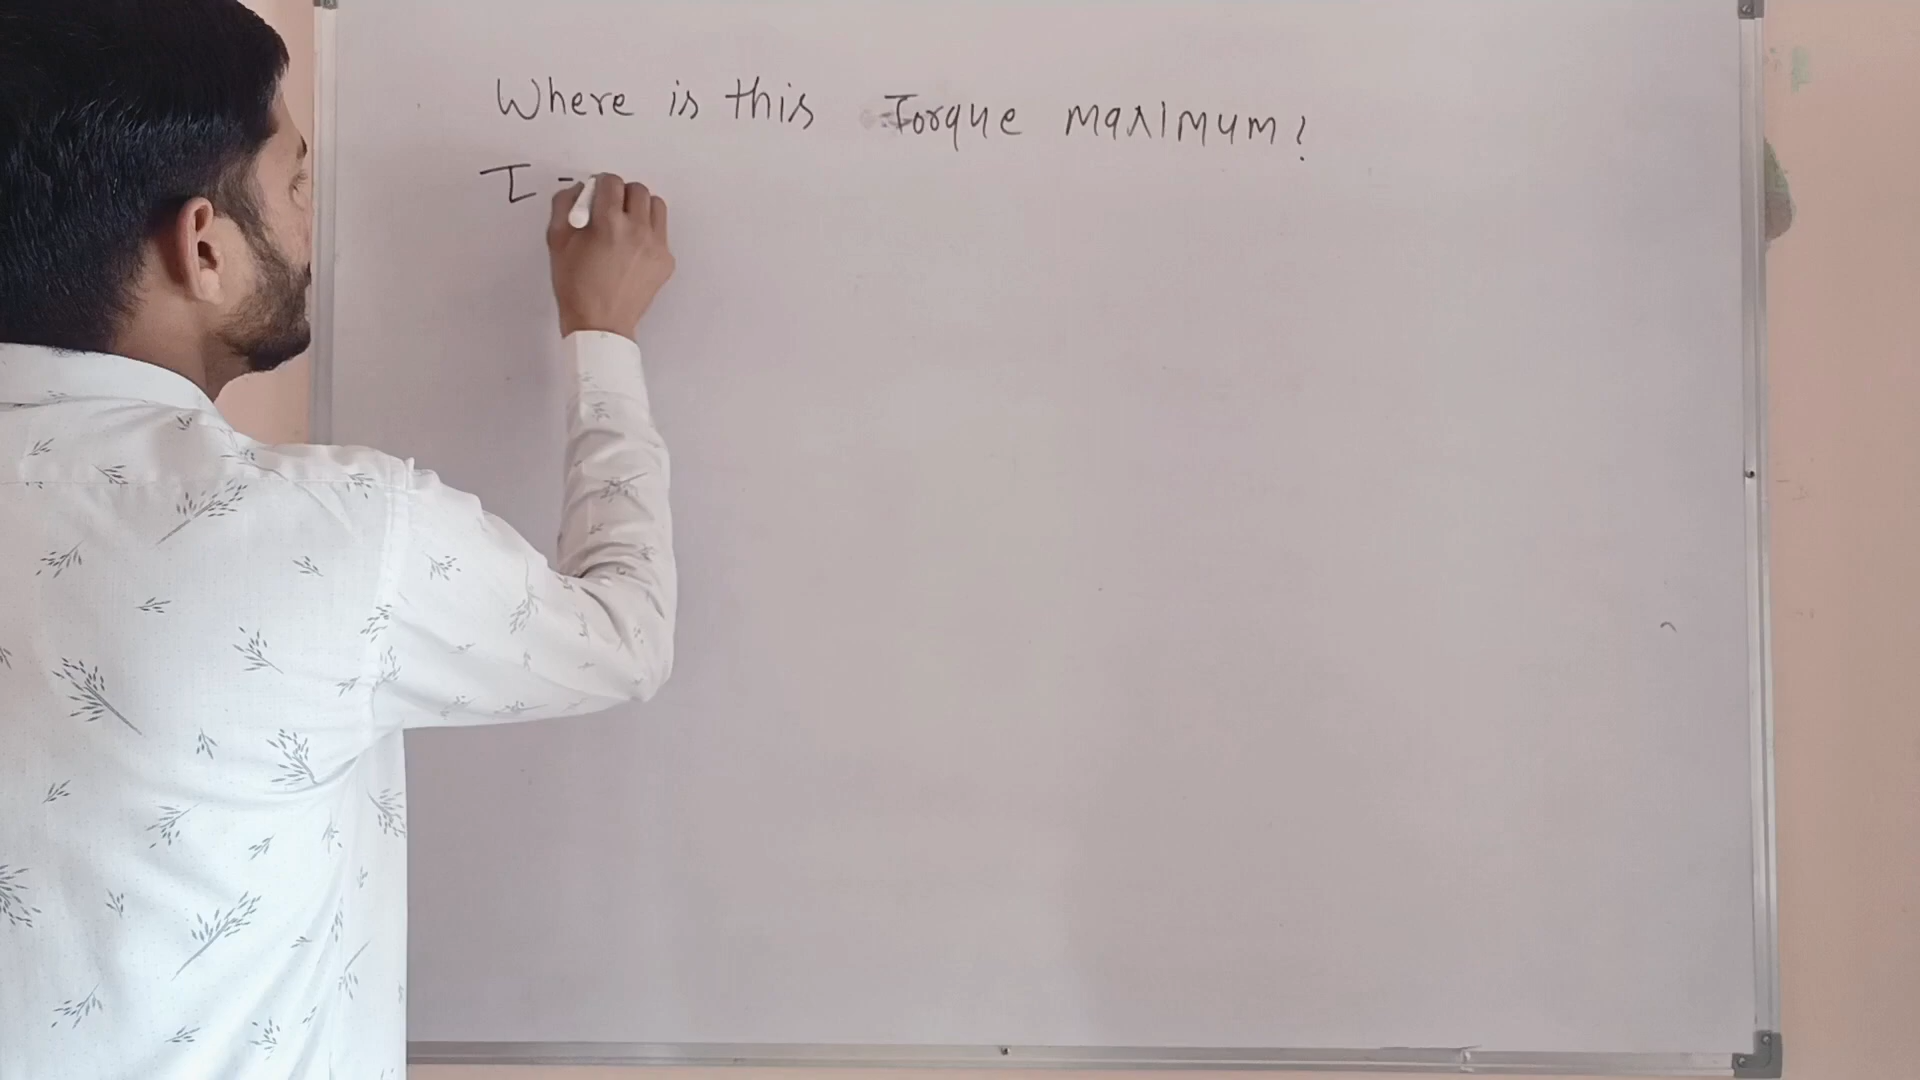 Where is this Torque maximum?
τ =